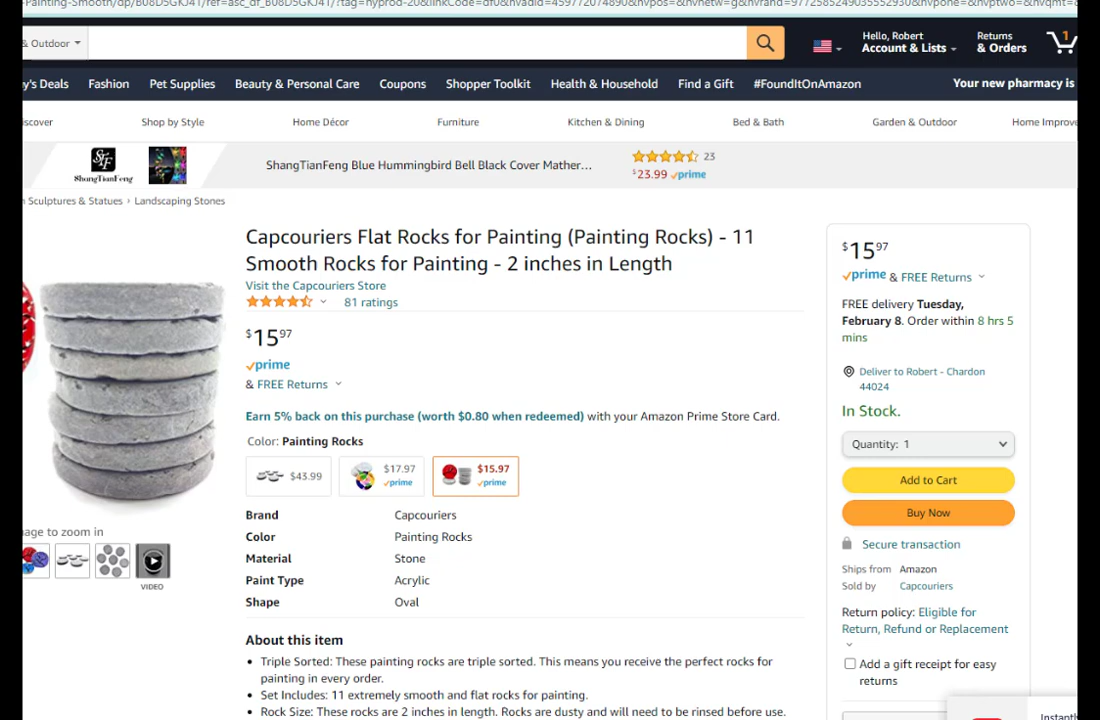 & Outdoor
Hello, Robert
Account & Lists
Returns
& Orders
1
y's Deals
Fashion
Pet Supplies
Beauty & Personal Care
Coupons
Shopper Toolkit
Health & Household
Find a Gift
#FoundItOnAmazon
Your new pharmacy is
iscover
Shop by Style
Home Décor
Furniture
Kitchen & Dining
Bed & Bath
Garden & Outdoor
Home Improve
STF
ShangTianFeng
ShangTianFeng Blue Hummingbird Bell Black Cover Mather...
23
$23.99 prime
n Sculptures & Statues › Landscaping Stones
Capcouriers Flat Rocks for Painting (Painting Rocks) - 11
Smooth Rocks for Painting - 2 inches in Length
Visit the Capcouriers Store
81 ratings
$15 97
prime
& FREE Returns
Earn 5% back on this purchase (worth $0.80 when redeemed) with your Amazon Prime Store Card.
Color: Painting Rocks
$43.99
$17.97
prime
$15.97
prime
Brand Capcouriers
Color Painting Rocks
Material Stone
Paint Type Acrylic
Shape Oval
About this item
• Triple Sorted: These painting rocks are triple sorted. This means you receive the perfect rocks for
painting in every order.
• Set Includes: 11 extremely smooth and flat rocks for painting.
• Rock Size: These rocks are 2 inches in length. Rocks are dusty and will need to be rinsed before use.
age to zoom in
VIDEO
$15 97
prime & FREE Returns
FREE delivery Tuesday,
February 8. Order within 8 hrs 5
mins
Deliver to Robert - Chardon
44024
In Stock.
Quantity: 1
Add to Cart
Buy Now
Secure transaction
Ships from Amazon
Sold by Capcouriers
Return policy: Eligible for
Return, Refund or Replacement
Add a gift receipt for easy
returns
Instantl